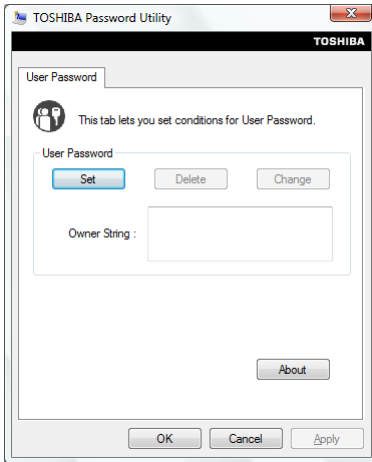 TOSHIBA Password Utility
TOSHIBA
User Password
This tab lets you set conditions for User Password.
User Password
Set Delete Change
Owner String :
About
OK Cancel Apply